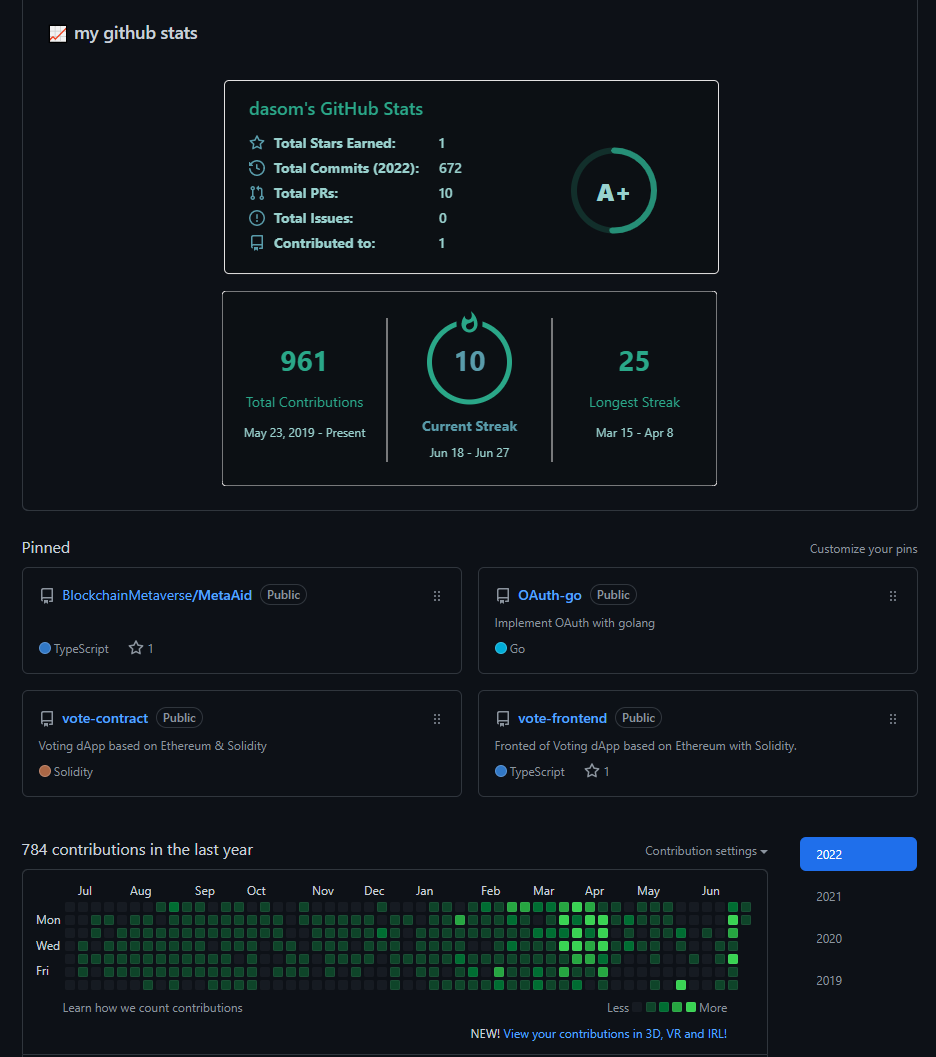 my github stats
dasom's GitHub Stats
Total Stars Earned: 1
Total Commits (2022): 672
Total PRs: 10
Total Issues: 0
Contributed to: 1
A+
961
Total Contributions
May 23, 2019 - Present
10
Current Streak
Jun 18 - Jun 27
25
Longest Streak
Mar 15 - Apr 8
Pinned
Customize your pins
BlockchainMetaverse/MetaAid Public
TypeScript 1
OAuth-go Public
Implement OAuth with golang
Go
vote-contract Public
Voting dApp based on Ethereum & Solidity
Solidity
vote-frontend Public
Fronted of Voting dApp based on Ethereum with Solidity.
TypeScript 1
784 contributions in the last year
Contribution settings
Jul Aug Sep Oct Nov Dec Jan Feb Mar Apr May Jun
Mon
Wed
Fri
Learn how we count contributions
Less More
NEW! View your contributions in 3D, VR and IRL!
2022
2021
2020
2019